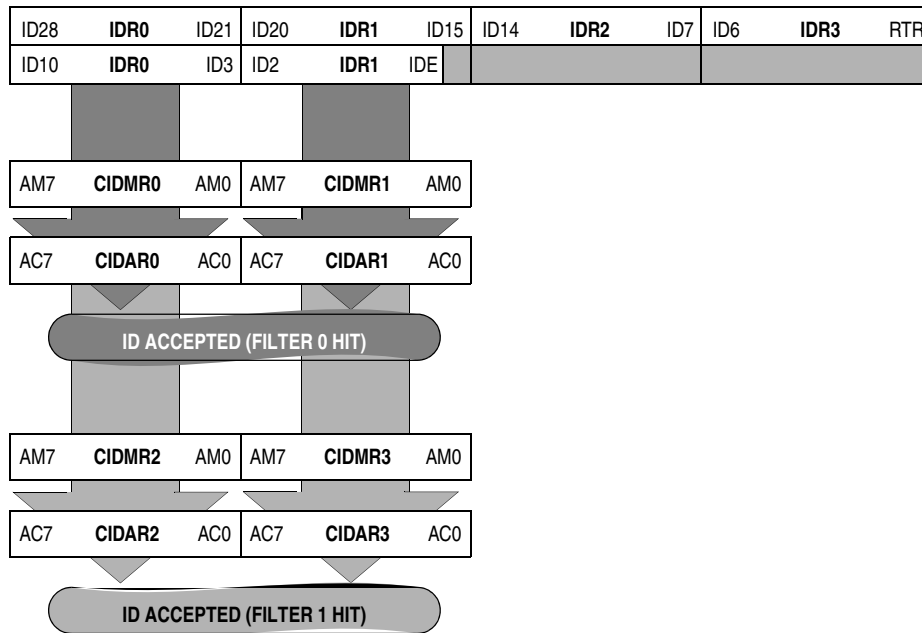 ID28 IDR0 ID21 ID20 IDR1 ID15 ID14 IDR2 ID7 ID6 IDR3 RTR
ID10 IDR0 ID3 ID2 IDR1 IDE
AM7 CIDMR0 AM0 AM7 CIDMR1 AM0
AC7 CIDAR0 AC0 AC7 CIDAR1 AC0
ID ACCEPTED (FILTER 0 HIT)
AM7 CIDMR2 AM0 AM7 CIDMR3 AM0
AC7 CIDAR2 AC0 AC7 CIDAR3 AC0
ID ACCEPTED (FILTER 1 HIT)